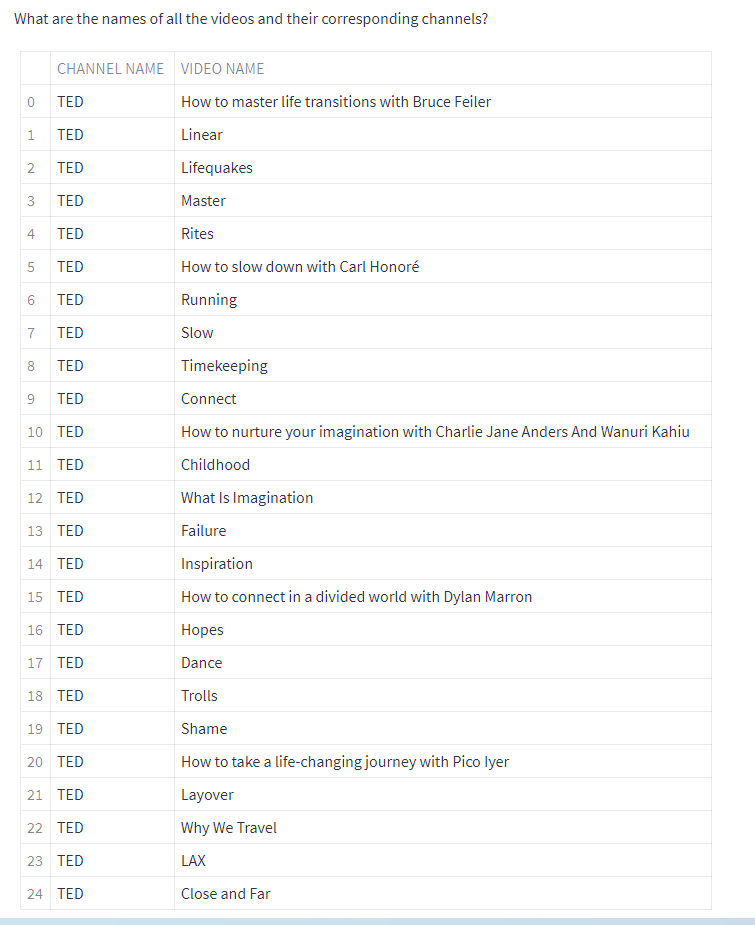 What are the names of all the videos and their corresponding channels?
CHANNEL NAME VIDEO NAME
0 TED How to master life transitions with Bruce Feiler
1 TED Linear
2 TED Lifequakes
3 TED Master
4 TED Rites
5 TED How to slow down with Carl Honoré
6 TED Running
7 TED Slow
8 TED Timekeeping
9 TED Connect
10 TED How to nurture your imagination with Charlie Jane Anders And Wanuri Kahiu
11 TED Childhood
12 TED What Is Imagination
13 TED Failure
14 TED Inspiration
15 TED How to connect in a divided world with Dylan Marron
16 TED Hopes
17 TED Dance
18 TED Trolls
19 TED Shame
20 TED How to take a life-changing journey with Pico Iyer
21 TED Layover
22 TED Why We Travel
23 TED LAX
24 TED Close and Far